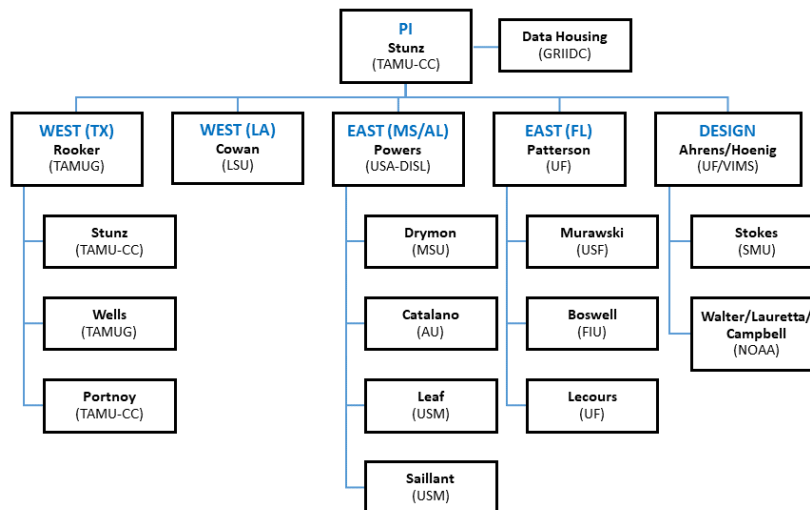 PI
Stunz
(TAMU-CC)
Data Housing
(GRIIDC)
WEST (TX)
Rooker
(TAMUG)
WEST (LA)
Cowan
(LSU)
EAST (MS/AL)
Powers
(USA-DISL)
EAST (FL)
Patterson
(UF)
DESIGN
Ahrens/Hoenig
(UF/VIMS)
Stunz
(TAMU-CC)
Drymon
(MSU)
Murawski
(USF)
Stokes
(SMU)
Wells
(TAMUG)
Catalano
(AU)
Boswell
(FIU)
Walter/Lauretta/
Campbell
(NOAA)
Portnoy
(TAMU-CC)
Leaf
(USM)
Lecours
(UF)
Saillant
(USM)